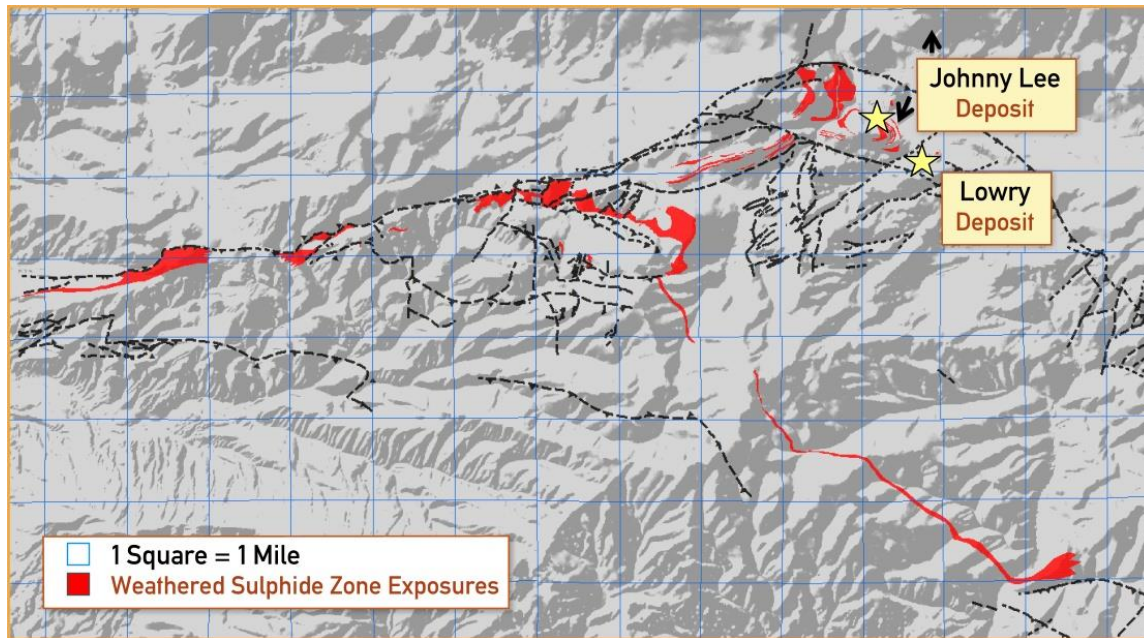 Johnny Lee
Deposit
Lowry
Deposit
1 Square = 1 Mile
Weathered Sulphide Zone Exposures